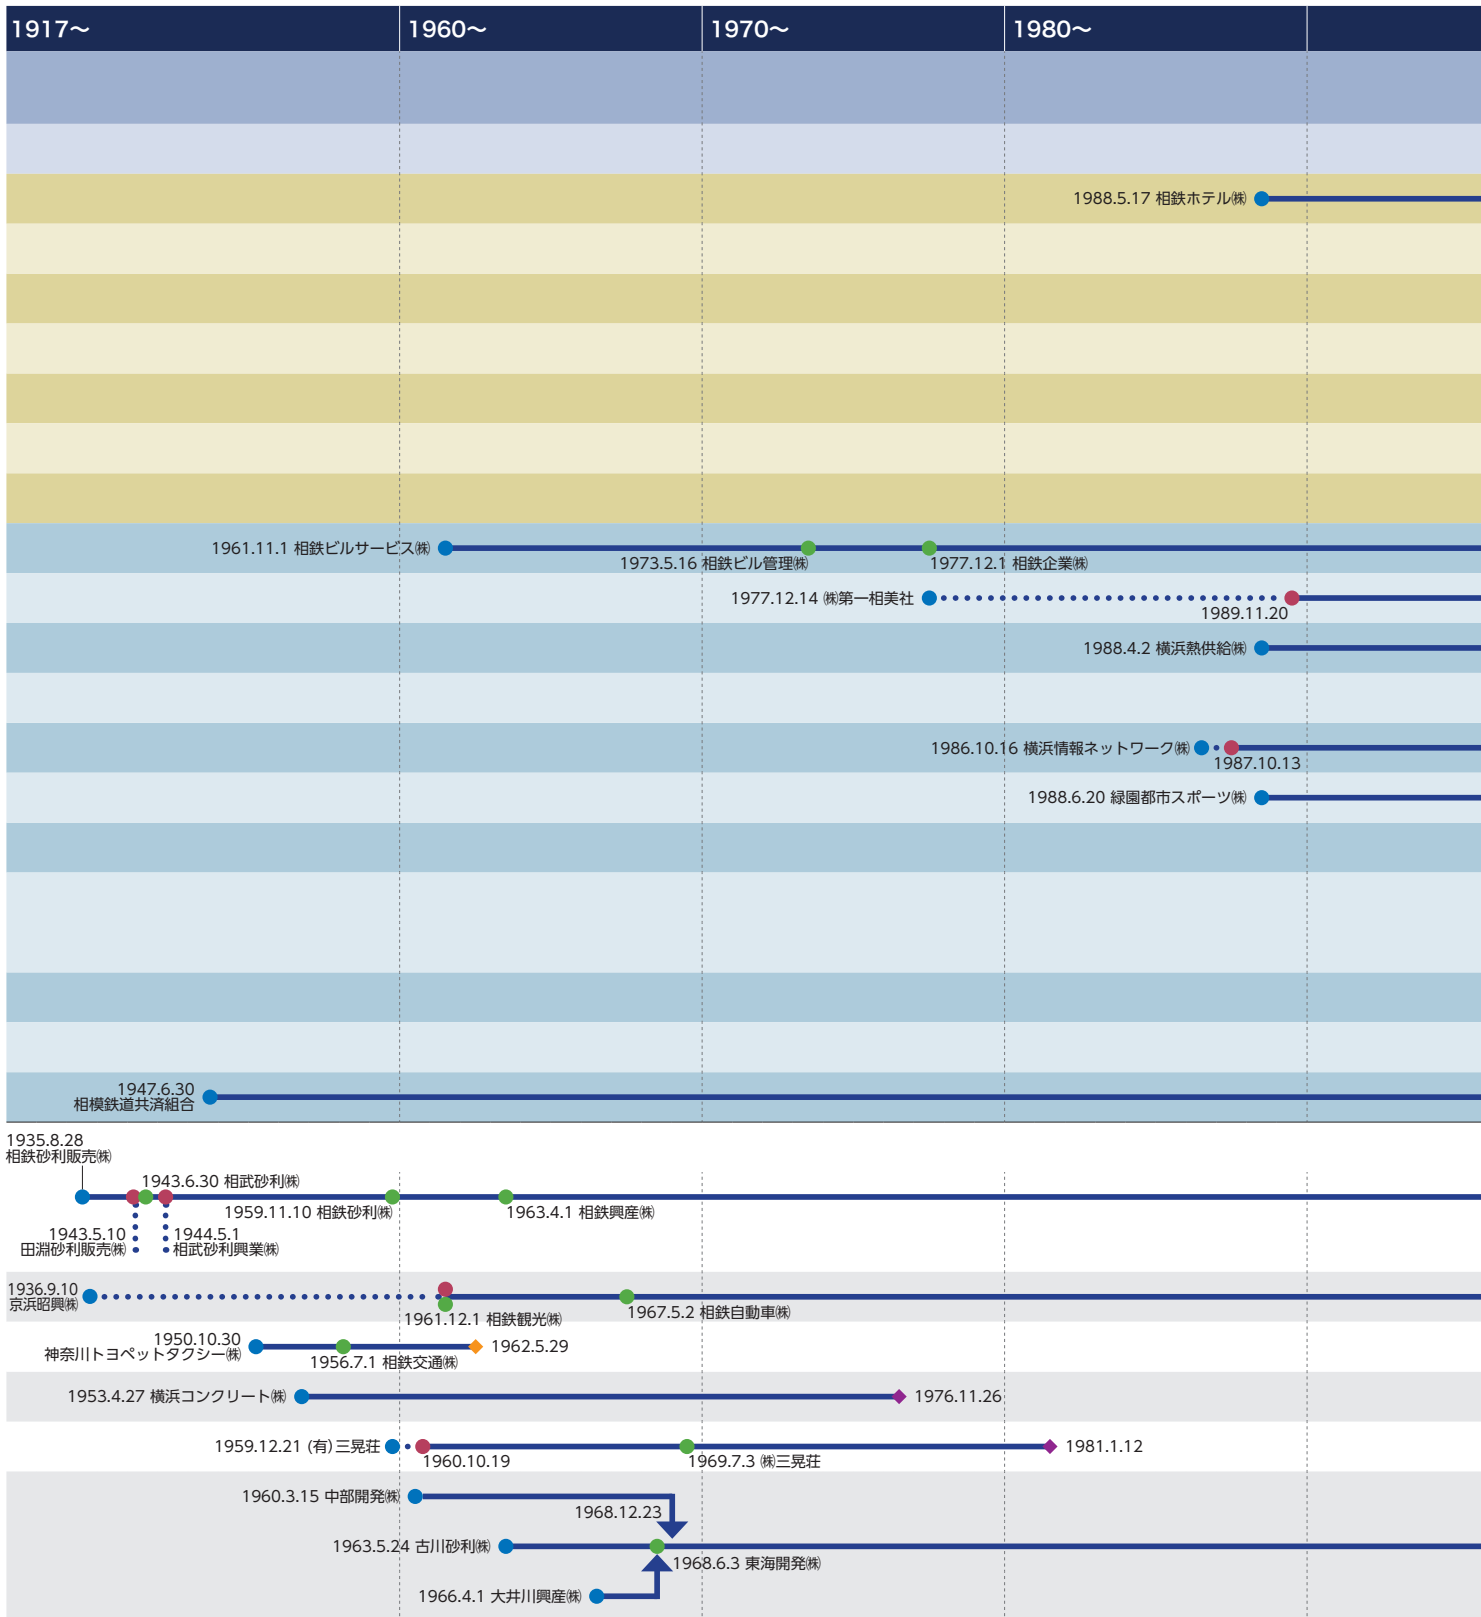 1917～
1960～
1970～
1980～
1988.5.17 相鉄ホテル㈱
1961.11.1 相鉄ビルサービス㈱
1973.5.16 相鉄ビル管理㈱
1977.12.1 相鉄企業㈱
1977.12.14 ㈱第一相美社
1989.11.20
1988.4.2 横浜熱供給㈱
1986.10.16 横浜情報ネットワーク㈱
1987.10.13
1988.6.20 緑園都市スポーツ㈱
1947.6.30
相模鉄道共済組合
1935.8.28
相鉄砂利販売㈱
1943.6.30 相武砂利㈱
1959.11.10 相鉄砂利㈱
1963.4.1 相鉄興産㈱
1943.5.10
田淵砂利販売㈱
1944.5.1
相武砂利興業㈱
1936.9.10
京浜昭興㈱
1961.12.1 相鉄観光㈱
1967.5.2 相鉄自動車㈱
1950.10.30
神奈川トヨペットタクシー㈱
1956.7.1 相鉄交通㈱
1962.5.29
1953.4.27 横浜コンクリート㈱
1976.11.26
1959.12.21 (有)三晃荘
1960.10.19
1969.7.3 ㈱三晃荘
1981.1.12
1960.3.15 中部開発㈱
1968.12.23
1963.5.24 古川砂利㈱
1968.6.3 東海開発㈱
1966.4.1 大井川興産㈱